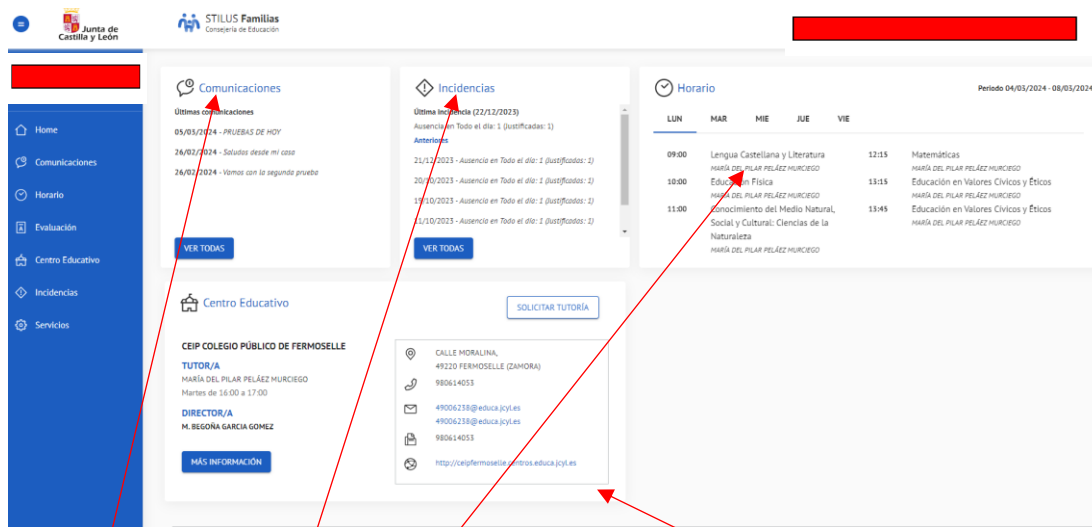 Junta de
Castilla y León
STILUS Familias
Consejería de Educación
Home
Comunicaciones
Horario
Evaluación
Centro Educativo
Incidencias
Servicios
Comunicaciones
Últimas comunicaciones
05/03/2024 - PRUEBAS DE HOY
26/02/2024 - Saludos desde mi casa
26/02/2024 - Vamos con la segunda prueba
VER TODAS
Incidencias
Última incidencia (22/12/2023)
Ausencia en Todo el día: 1 (Justificadas: 1)
Anteriores
21/12/2023 - Ausencia en Todo el día: 1 (Justificadas: 1)
20/10/2023 - Ausencia en Todo el día: 1 (Justificadas: 1)
19/10/2023 - Ausencia en Todo el día: 1 (Justificadas: 1)
11/10/2023 - Ausencia en Todo el día: 1 (Justificadas: 1)
VER TODAS
Horario
Periodo 04/03/2024 - 08/03/2024
LUN MAR MIE JUE VIE
09:00 Lengua Castellana y Literatura
MARÍA DEL PILAR PELÁEZ MURCIEGO
10:00 Educación Física
MARÍA DEL PILAR PELÁEZ MURCIEGO
11:00 Conocimiento del Medio Natural,
Social y Cultural: Ciencias de la
Naturaleza
MARÍA DEL PILAR PELÁEZ MURCIEGO
12:15 Matemáticas
MARÍA DEL PILAR PELÁEZ MURCIEGO
13:15 Educación en Valores Cívicos y Éticos
MARÍA DEL PILAR PELÁEZ MURCIEGO
13:45 Educación en Valores Cívicos y Éticos
MARÍA DEL PILAR PELÁEZ MURCIEGO
Centro Educativo
SOLICITAR TUTORÍA
CEIP COLEGIO PÚBLICO DE FERMOSELLE
TUTOR/A
MARÍA DEL PILAR PELÁEZ MURCIEGO
Martes de 16:00 a 17:00
DIRECTOR/A
M. BEGOÑA GARCIA GOMEZ
MÁS INFORMACIÓN
CALLE MORALINA,
49220 FERMOSELLE (ZAMORA)
980614053
49006238@educa.jcyl.es
49006238@educa.jcyl.es
980614053
http://ceipfermoselle.centros.educa.jcyl.es